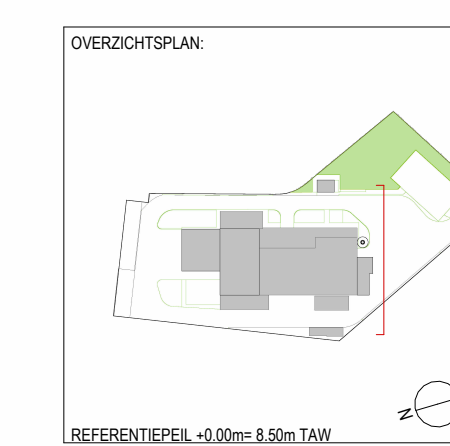 OVERZICHTSPLAN:
N
REFERENTIEPEIL +0.00m= 8.50m TAW